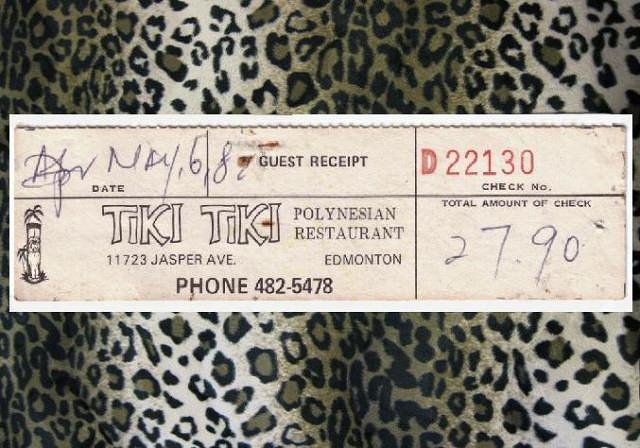 MAY, 6, 8
GUEST RECEIPT
D 22130
DATE
CHECK No.
TIKI TIKI
POLYNESIAN
RESTAURANT
11723 JASPER AVE.
EDMONTON
PHONE 482-5478
TOTAL AMOUNT OF CHECK
27.90